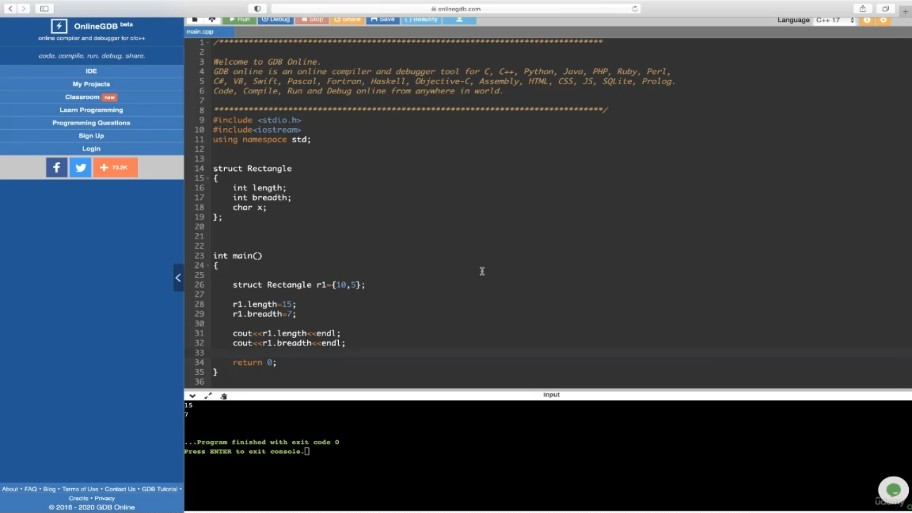 onlinegdb.com
OnlineGDB beta
online compiler and debugger for c/c++
code. compile. run. debug. share.
IDE
My Projects
Classroom new
Learn Programming
Programming Questions
Sign Up
Login
Run Debug Stop Share Save Beautify
Language C++ 17
main.cpp
1 /******************************************************************************
2
3 Welcome to GDB Online.
4 GDB online is an online compiler and debugger tool for C, C++, Python, Java, PHP, Ruby, Perl,
5 C#, VB, Swift, Pascal, Fortran, Haskell, Objective-C, Assembly, HTML, CSS, JS, SQLite, Prolog.
6 Code, Compile, Run and Debug online from anywhere in world.
7
8 *******************************************************************************/
9 #include <stdio.h>
10 #include<iostream>
11 using namespace std;
12
13
14 struct Rectangle
15 {
16 int length;
17 int breadth;
18 char x;
19 };
20
21
22
23 int main()
24 {
25
26 struct Rectangle r1={10,5};
27
28 r1.length=15;
29 r1.breadth=7;
30
31 cout<<r1.length<<endl;
32 cout<<r1.breadth<<endl;
33
34 return 0;
35 }
36
input
15
7
...Program finished with exit code 0
Press ENTER to exit console.
About • FAQ • Blog • Terms of Use • Contact Us • GDB Tutorial •
Credits • Privacy
© 2016 - 2020 GDB Online